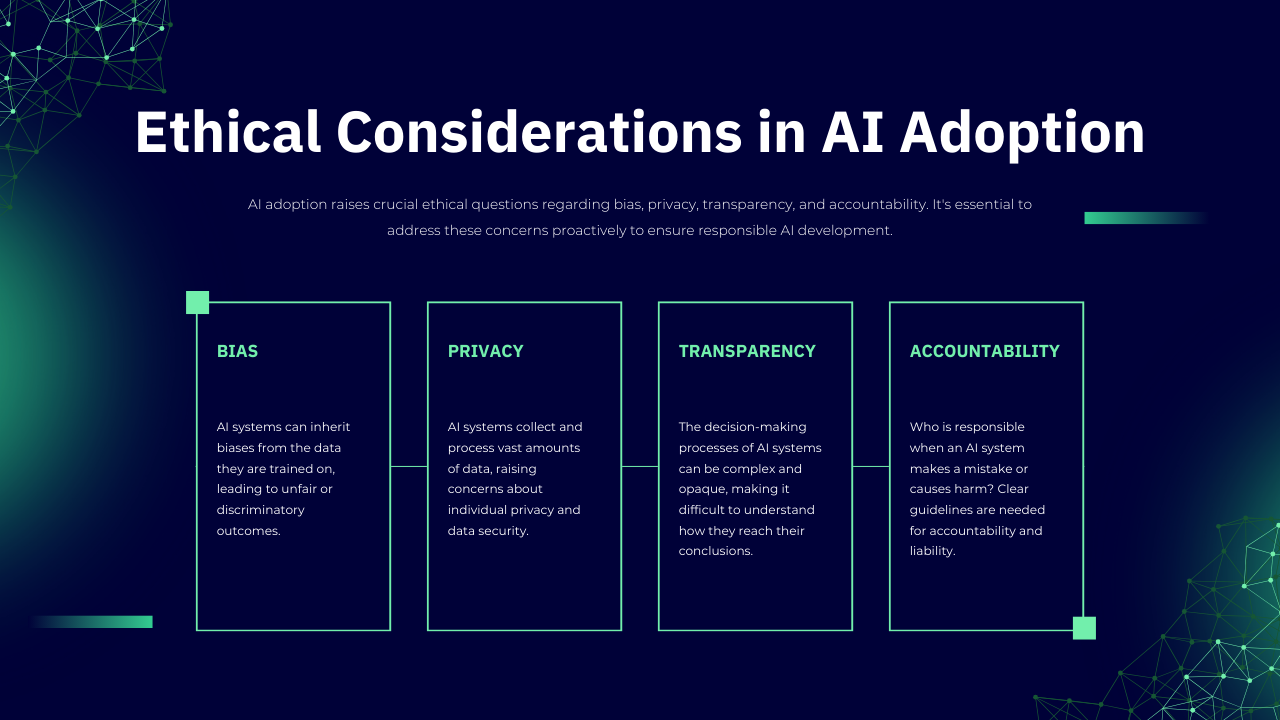 Ethical Considerations in AI Adoption
AI adoption raises crucial ethical questions regarding bias, privacy, transparency, and accountability. It's essential to
address these concerns proactively to ensure responsible AI development.
BIAS
AI systems can inherit
biases from the data
they are trained on,
leading to unfair or
discriminatory
outcomes.
PRIVACY
AI systems collect and
process vast amounts
of data, raising
concerns about
individual privacy and
data security.
TRANSPARENCY
The decision-making
processes of AI systems
can be complex and
opaque, making it
difficult to understand
how they reach their
conclusions.
ACCOUNTABILITY
Who is responsible
when an AI system
makes a mistake or
causes harm? Clear
guidelines are needed
for accountability and
liability.